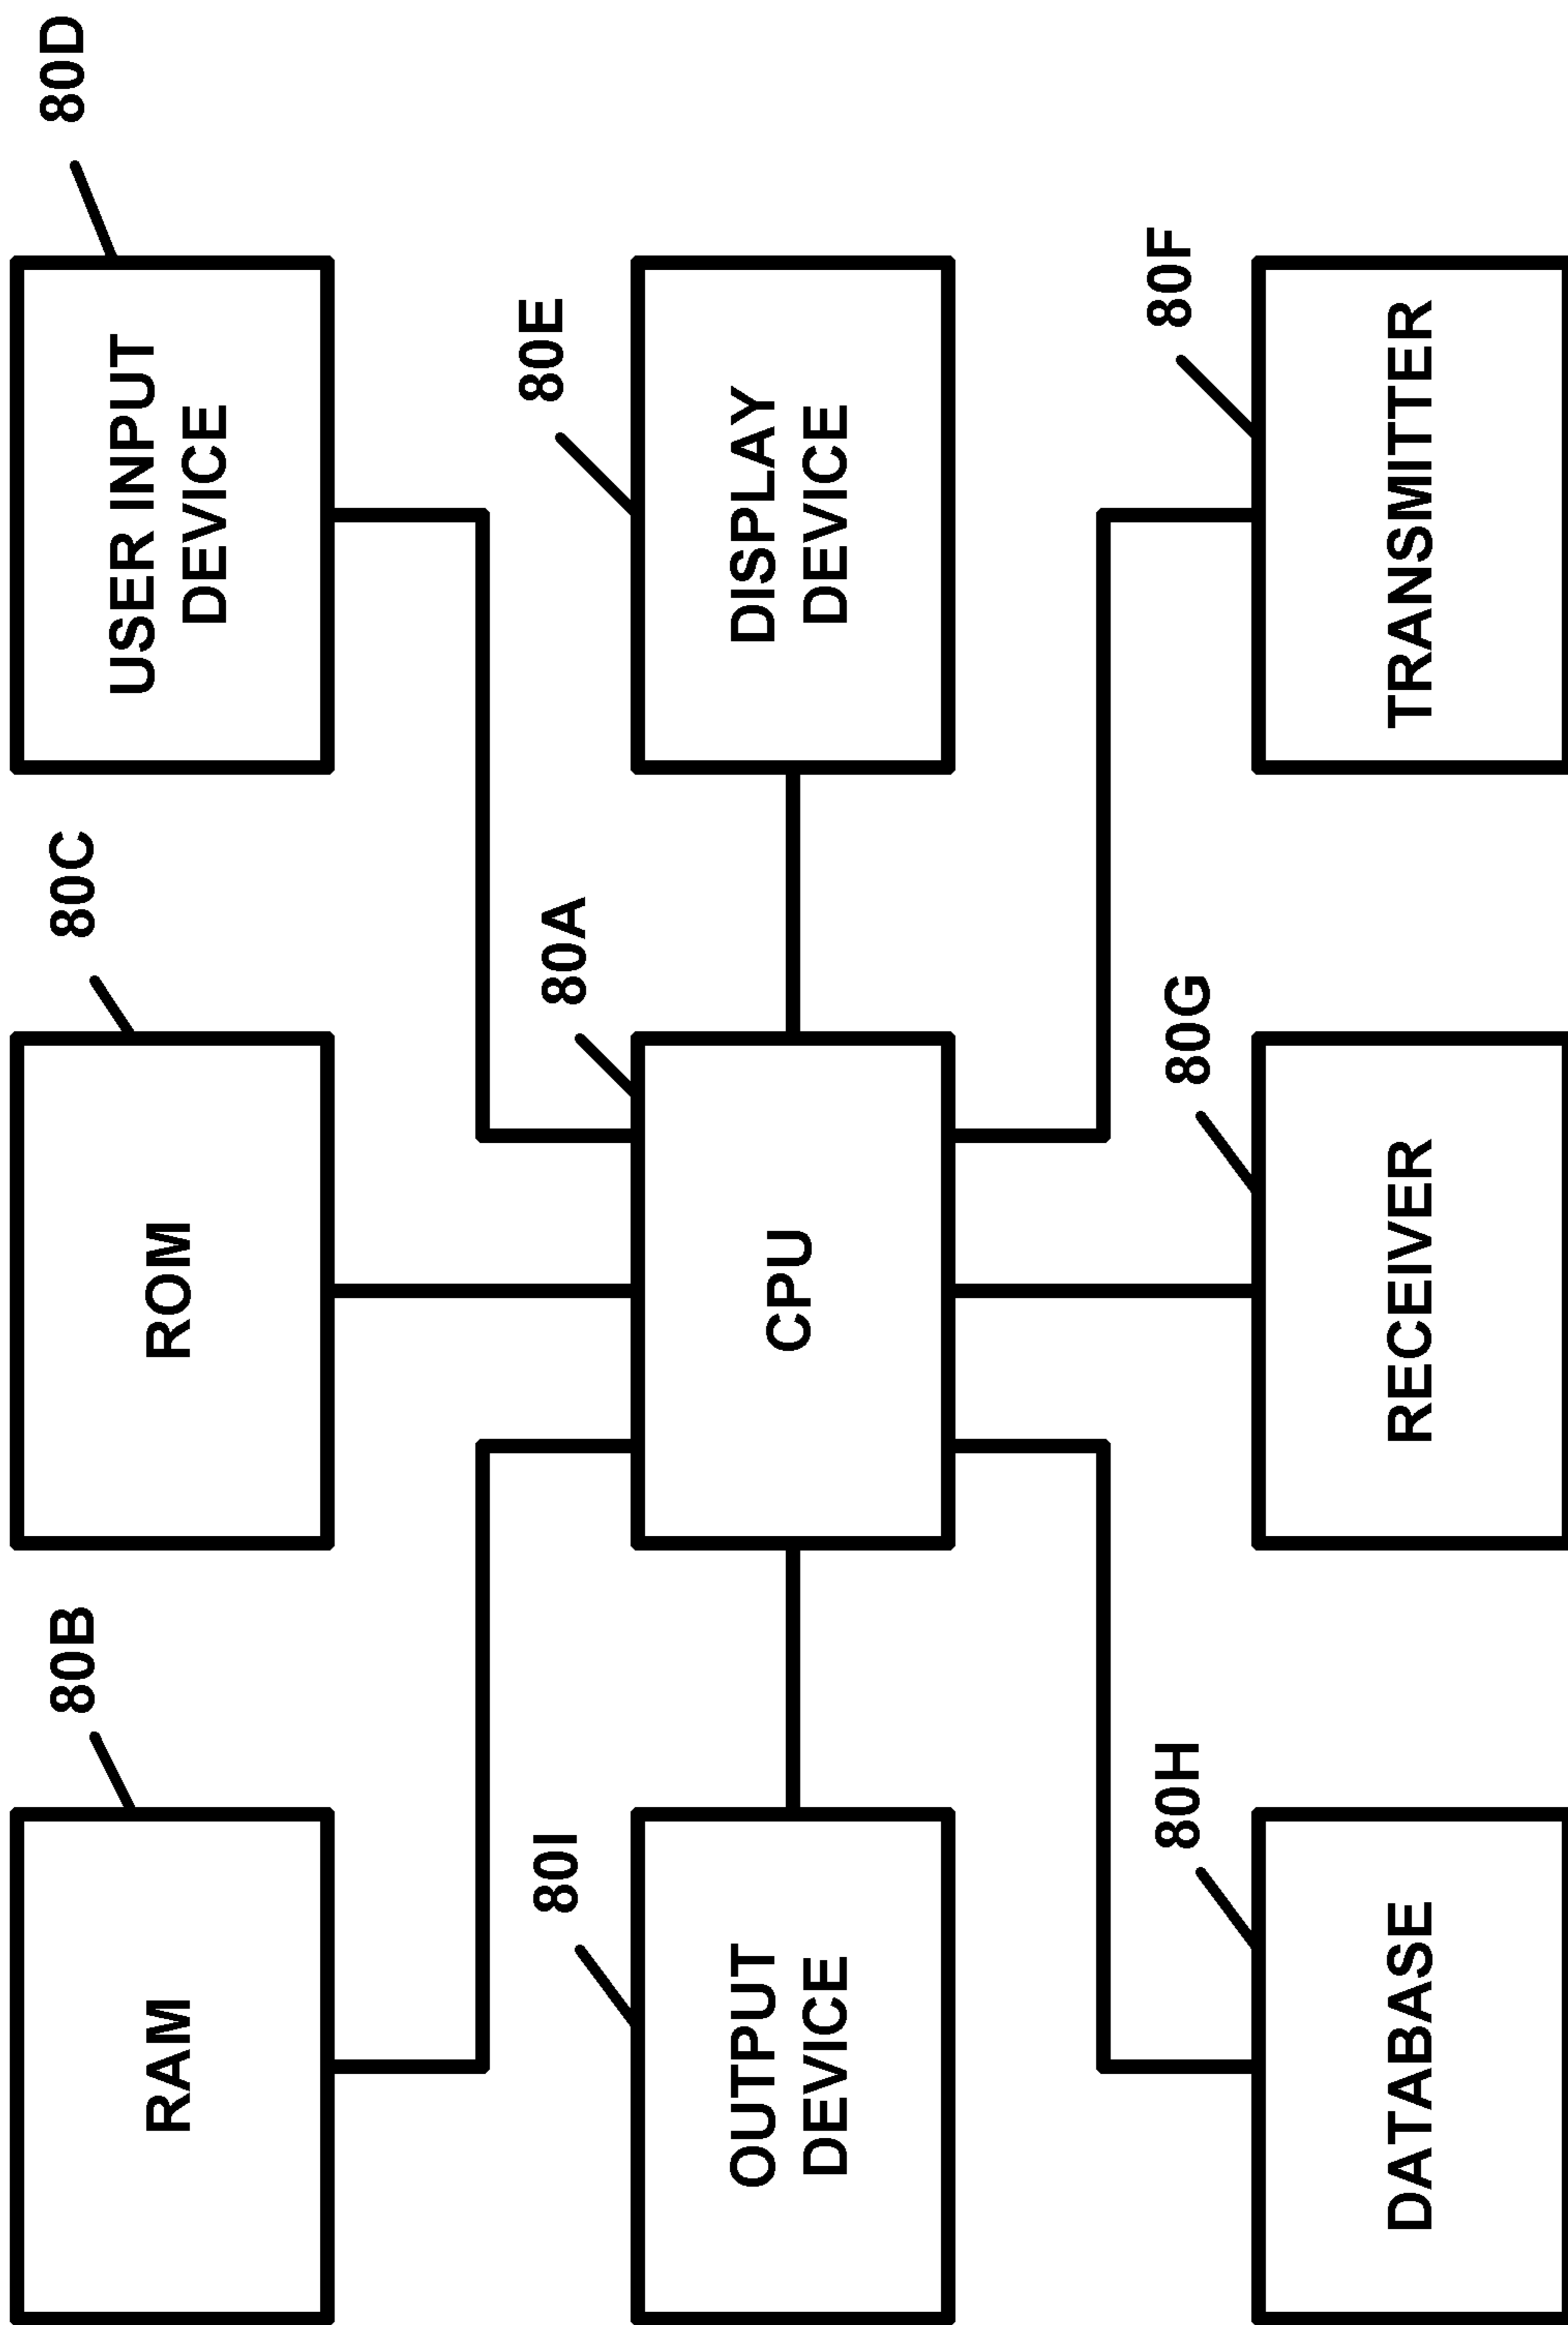 80B
80C
80D
RAM
ROM
USER INPUT
DEVICE
80I
80A
80E
OUTPUT
DEVICE
CPU
DISPLAY
DEVICE
80H
80G
80F
DATABASE
RECEIVER
TRANSMITTER